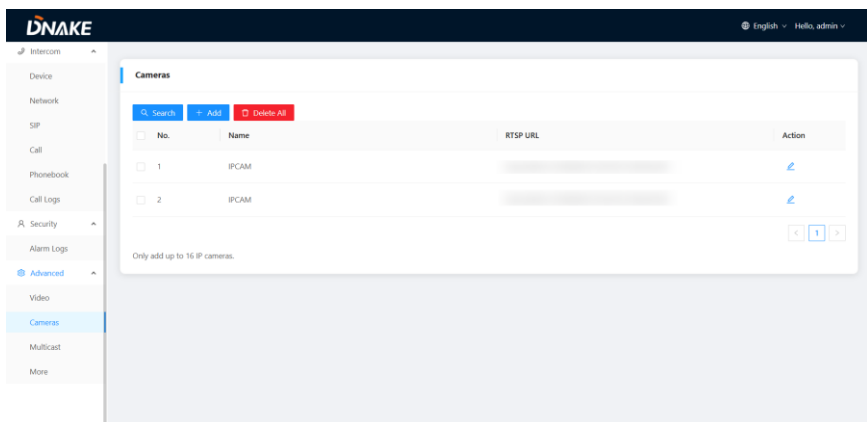 DNAKE
English Hello, admin
Intercom
Device
Network
SIP
Call
Phonebook
Call Logs
Security
Alarm Logs
Advanced
Video
Cameras
Multicast
More
Cameras
Search + Add Delete All
No. Name RTSP URL Action
1 IPCAM
2 IPCAM
< 1 >
Only add up to 16 IP cameras.